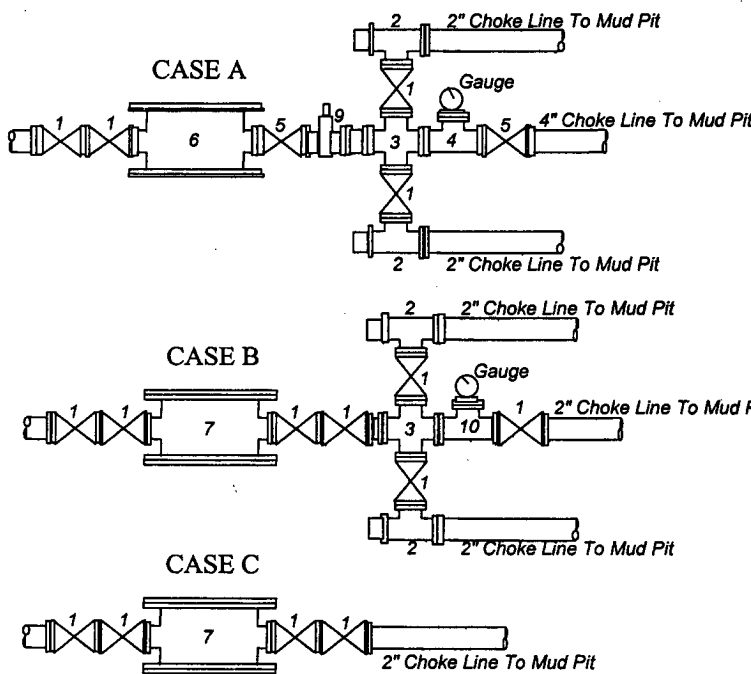 2 2" Choke Line To Mud Pit
CASE A
Gauge
1
1 1 6 5 9 3 4 5 4" Choke Line To Mud Pit
1
2 2" Choke Line To Mud Pit
2 2" Choke Line To Mud Pit
CASE B
1 Gauge
1 1 7 1 1 3 10 1 2" Choke Line To Mud P
1
2 2" Choke Line To Mud Pit
CASE C
1 1 7 1 1
2" Choke Line To Mud Pit